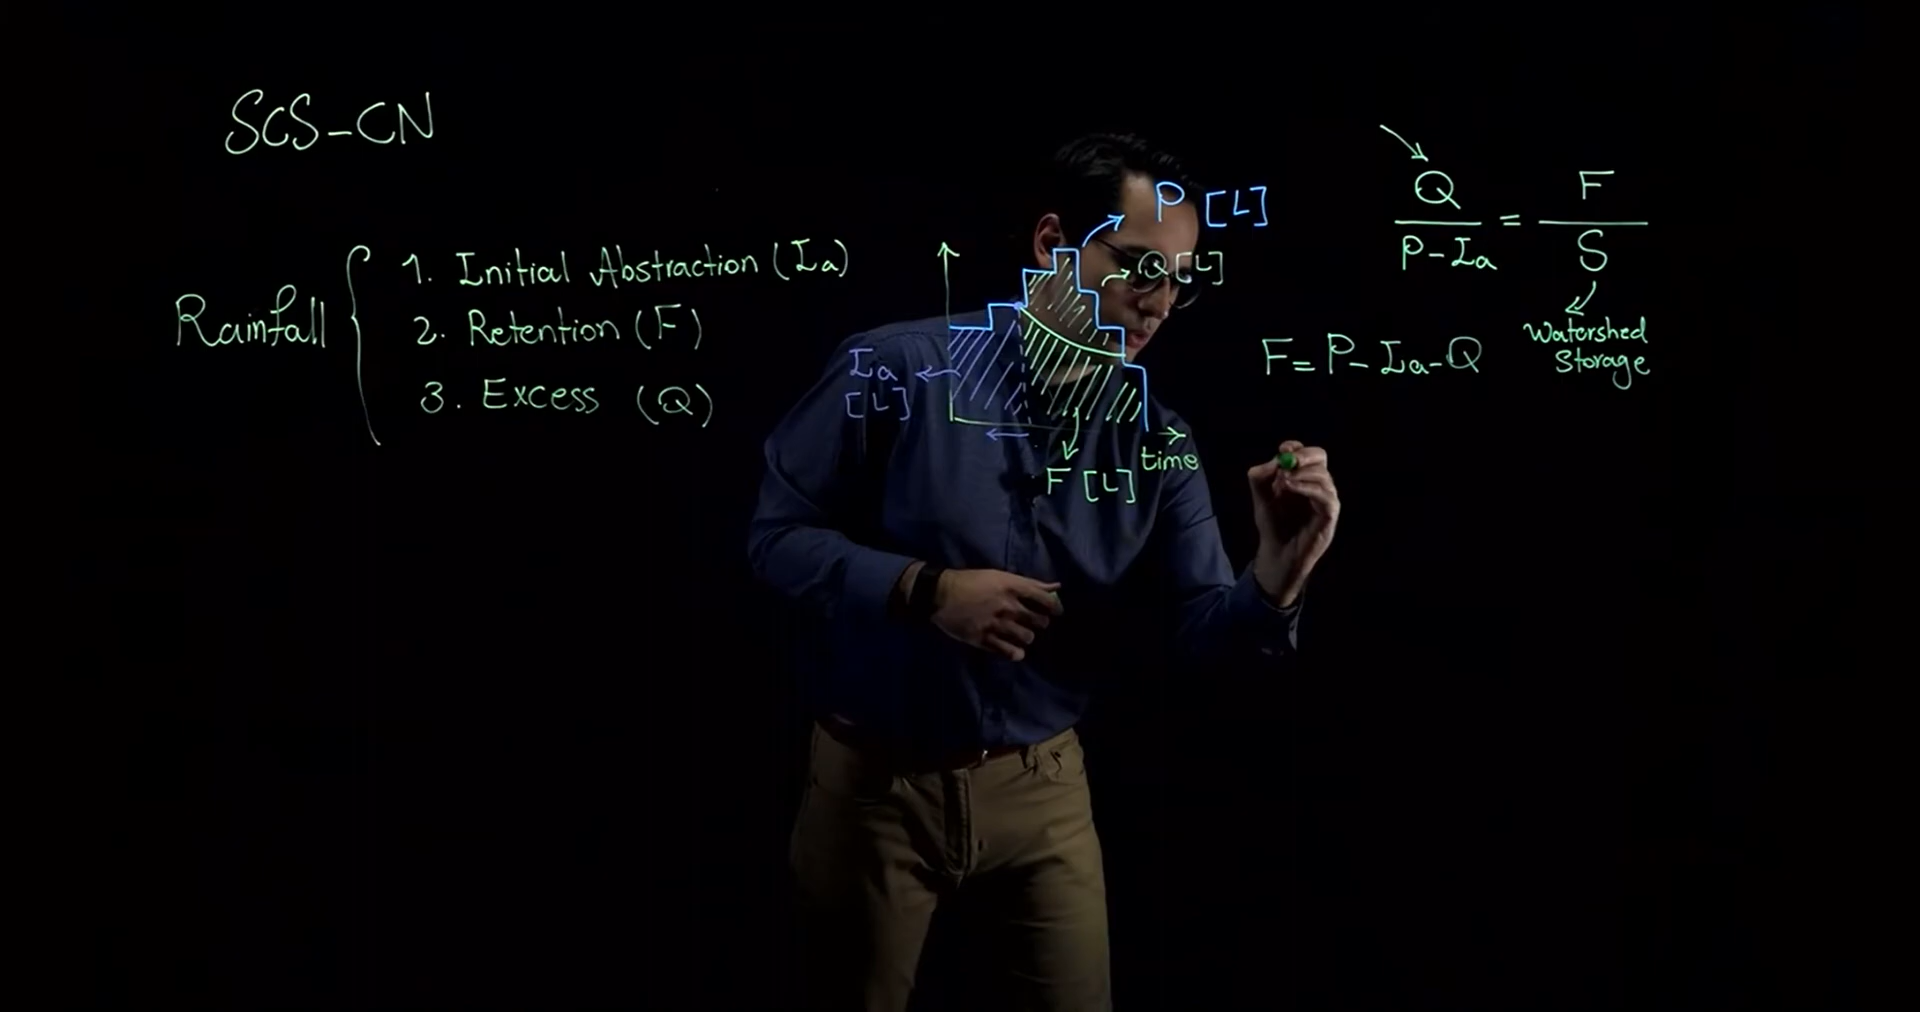 SCS-CN
Rainfall
1. Initial Abstraction (Ia)
2. Retention (F)
3. Excess (Q)
P [L]
Q [L]
Ia
[L]
F [L]
time
Q
P-Ia
=
F
S
Watershed
Storage
F=P-Ia-Q